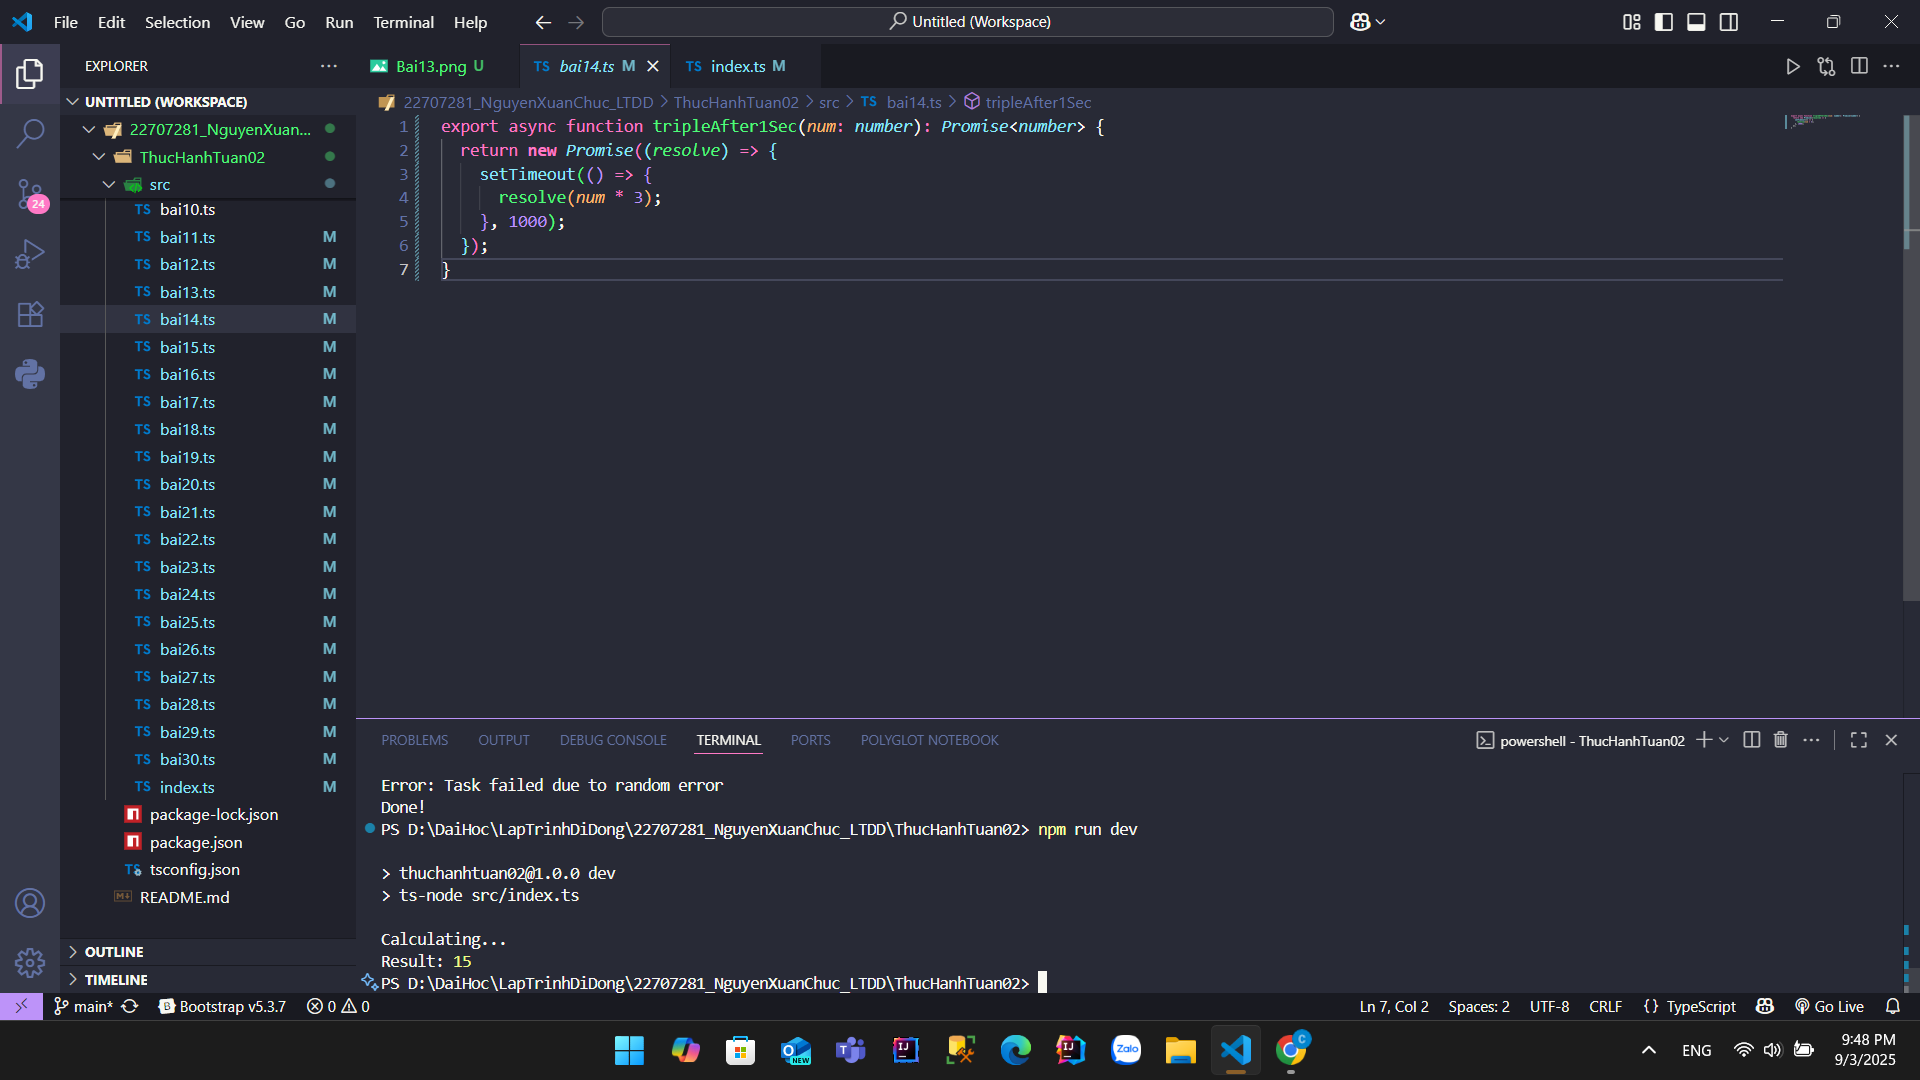 File Edit Selection View Go Run Terminal Help
Untitled (Workspace)
EXPLORER
Bai13.png U
TS bai14.ts M
TS index.ts M
UNTITLED (WORKSPACE)
22707281_NguyenXuan...
ThucHanhTuan02
src
TS bai10.ts
TS bai11.ts M
TS bai12.ts M
TS bai13.ts M
TS bai14.ts M
TS bai15.ts M
TS bai16.ts M
TS bai17.ts M
TS bai18.ts M
TS bai19.ts M
TS bai20.ts M
TS bai21.ts M
TS bai22.ts M
TS bai23.ts M
TS bai24.ts M
TS bai25.ts M
TS bai26.ts M
TS bai27.ts M
TS bai28.ts M
TS bai29.ts M
TS bai30.ts M
TS index.ts M
package-lock.json
package.json
TS tsconfig.json
README.md
OUTLINE
TIMELINE
24
22707281_NguyenXuanChuc_LTDD > ThucHanhTuan02 > src > TS bai14.ts > tripleAfter1Sec
1 export async function tripleAfter1Sec(num: number): Promise<number> {
2 return new Promise((resolve) => {
3 setTimeout(() => {
4 resolve(num * 3);
5 }, 1000);
6 });
7 }
PROBLEMS OUTPUT DEBUG CONSOLE TERMINAL PORTS POLYGLOT NOTEBOOK
powershell - ThucHanhTuan02
Error: Task failed due to random error
Done!
PS D:\DaiHoc\LapTrinhDiDong\22707281_NguyenXuanChuc_LTDD\ThucHanhTuan02> npm run dev
> thuchanhtuan02@1.0.0 dev
> ts-node src/index.ts
Calculating...
Result: 15
PS D:\DaiHoc\LapTrinhDiDong\22707281_NguyenXuanChuc_LTDD\ThucHanhTuan02>
main* Bootstrap v5.3.7 0 0
Ln 7, Col 2 Spaces: 2 UTF-8 CRLF {} TypeScript Go Live
NEW
Zalo
C
ENG
9:48 PM
9/3/2025